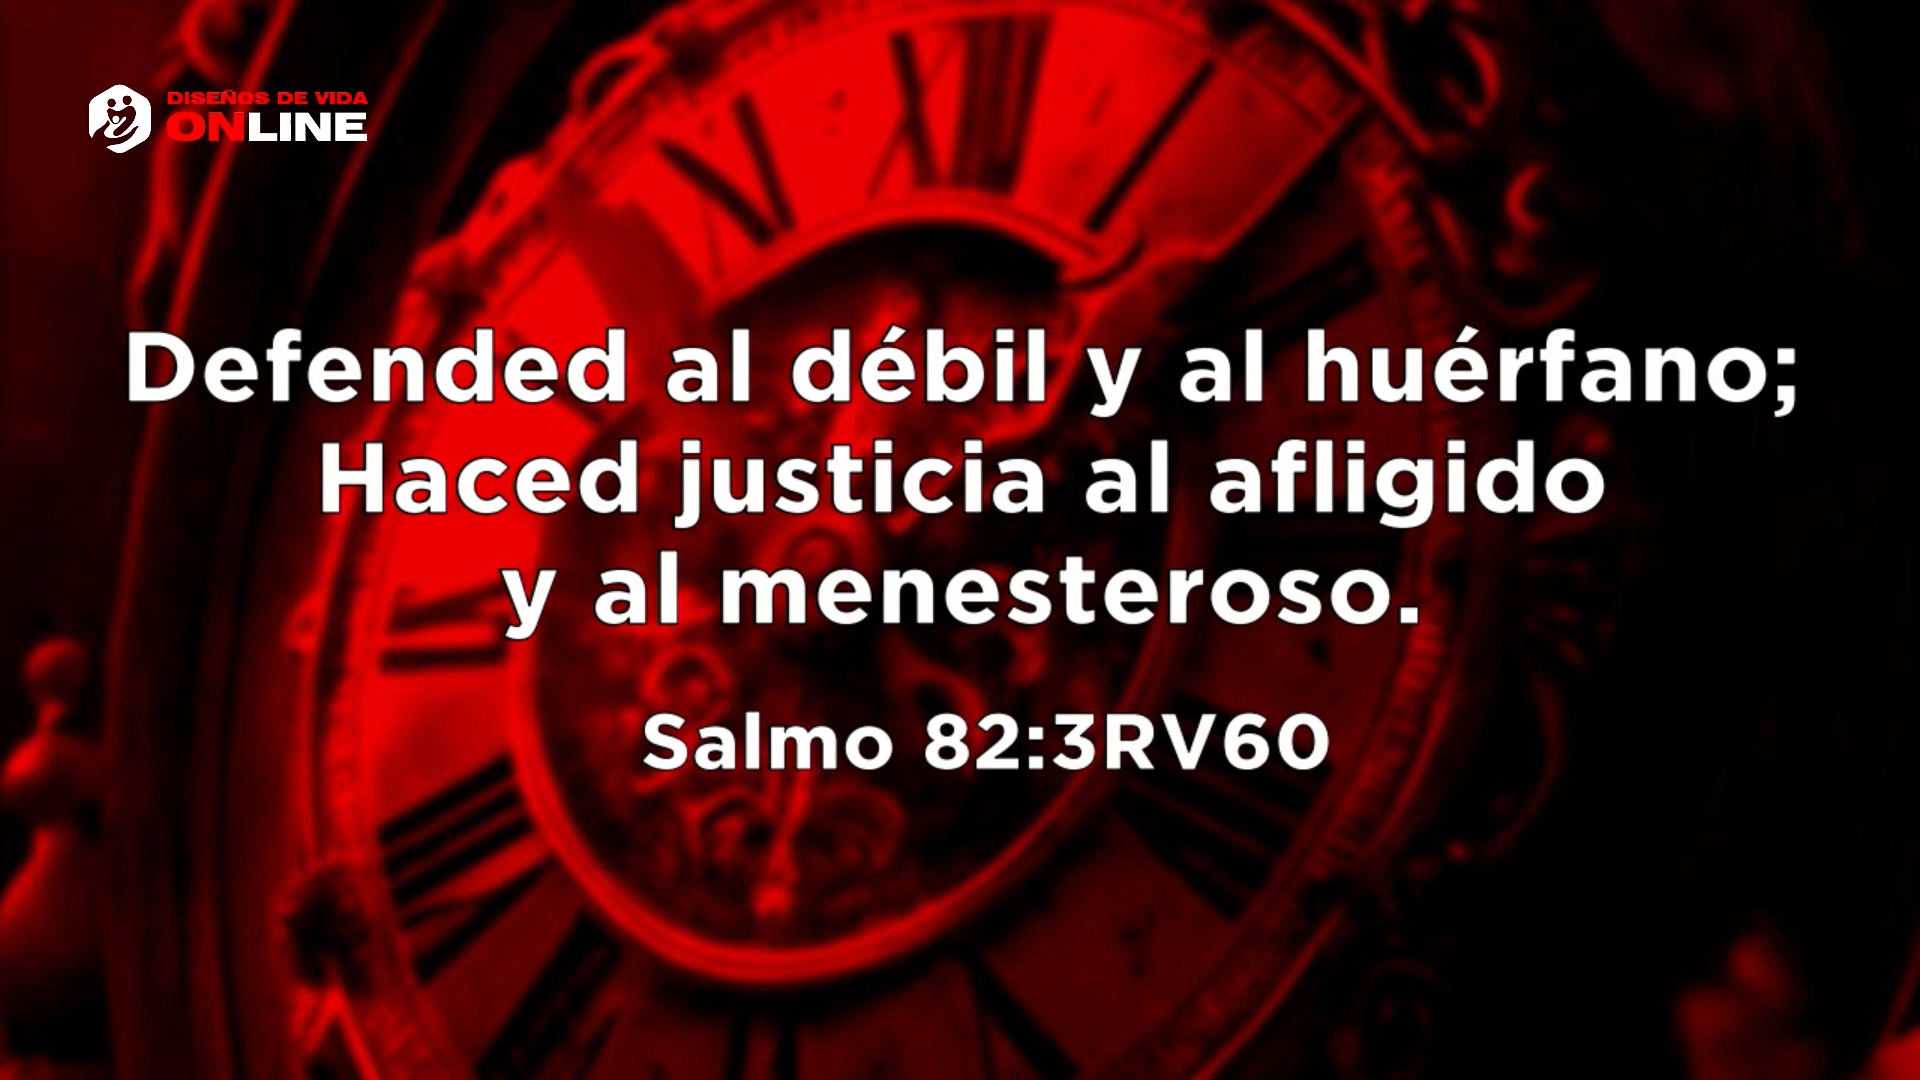 DISEÑOS DE VIDA
ONLINE
Defended al débil y al huérfano;
Haced justicia al afligido
y al menesteroso.
Salmo 82:3RV60